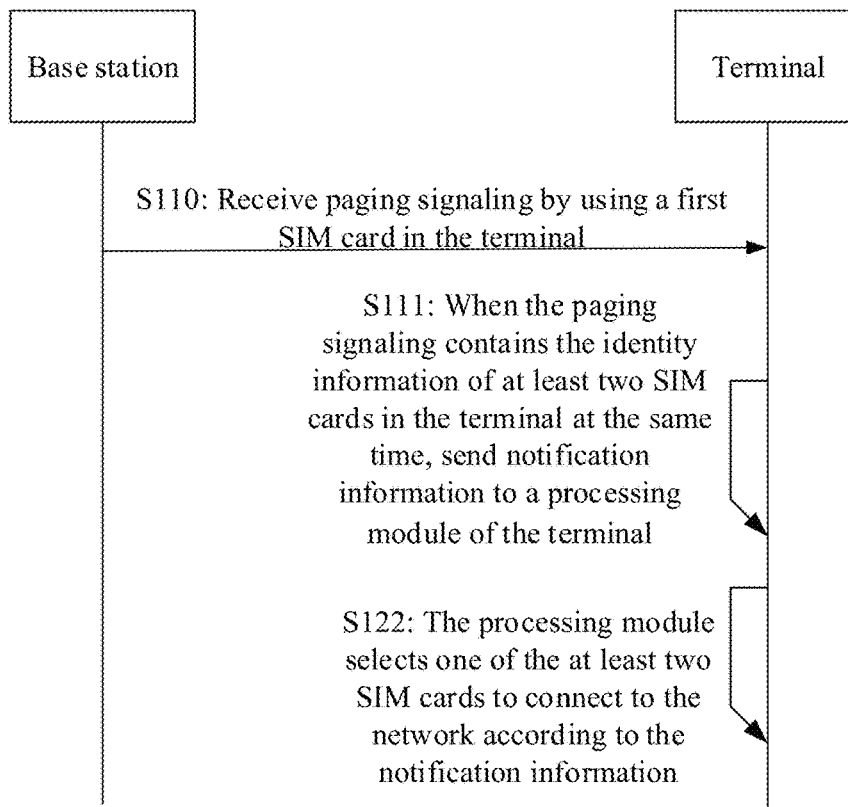 Base station
Terminal
S110: Receive paging signaling by using a first
SIM card in the terminal
S111: When the paging
signaling contains the identity
information of at least two SIM
cards in the terminal at the same
time, send notification
information to a processing
module of the terminal
S122: The processing module
selects one of the at least two
SIM cards to connect to the
network according to the
notification information